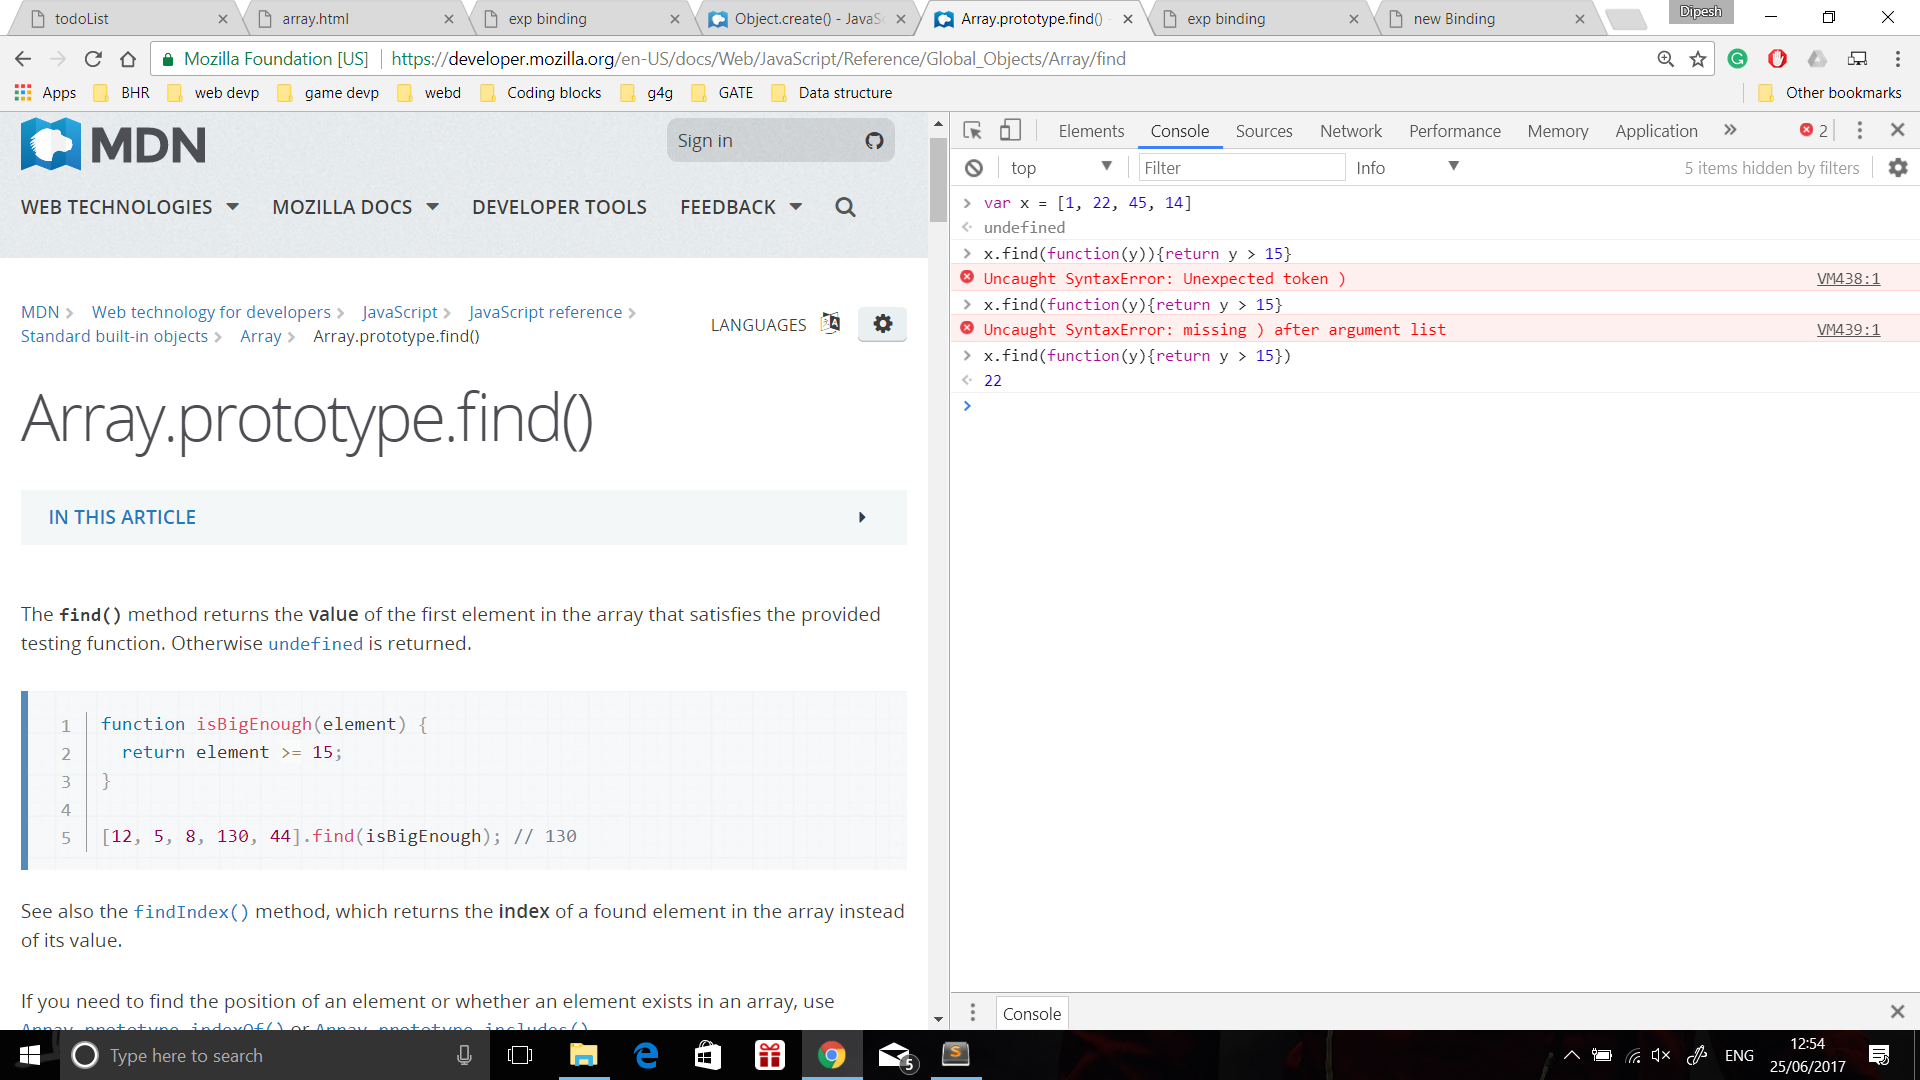 todoList
array.html
exp binding
Object.create() - JavaSc
Array.prototype.find() -
exp binding
new Binding
Dipesh
Mozilla Foundation [US]
https://developer.mozilla.org/en-US/docs/Web/JavaScript/Reference/Global_Objects/Array/find
Apps
BHR
web devp
game devp
webd
Coding blocks
g4g
GATE
Data structure
Other bookmarks
MDN
Sign in
WEB TECHNOLOGIES
MOZILLA DOCS
DEVELOPER TOOLS
FEEDBACK
MDN
Web technology for developers
JavaScript
JavaScript reference
Standard built-in objects
Array
Array.prototype.find()
LANGUAGES
Array.prototype.find()
IN THIS ARTICLE
The find() method returns the value of the first element in the array that satisfies the provided
testing function. Otherwise undefined is returned.
1 function isBigEnough(element) {
2 return element >= 15;
3 }
4
5 [12, 5, 8, 130, 44].find(isBigEnough); // 130
See also the findIndex() method, which returns the index of a found element in the array instead
of its value.
If you need to find the position of an element or whether an element exists in an array, use
Array.prototype.indexOf() or Array.prototype.includes()
Elements
Console
Sources
Network
Performance
Memory
Application
2
top
Filter
Info
5 items hidden by filters
var x = [1, 22, 45, 14]
undefined
x.find(function(y)){return y > 15}
Uncaught SyntaxError: Unexpected token )
VM438:1
x.find(function(y){return y > 15}
Uncaught SyntaxError: missing ) after argument list
VM439:1
x.find(function(y){return y > 15})
22
Console
Type here to search
5
ENG
12:54
25/06/2017